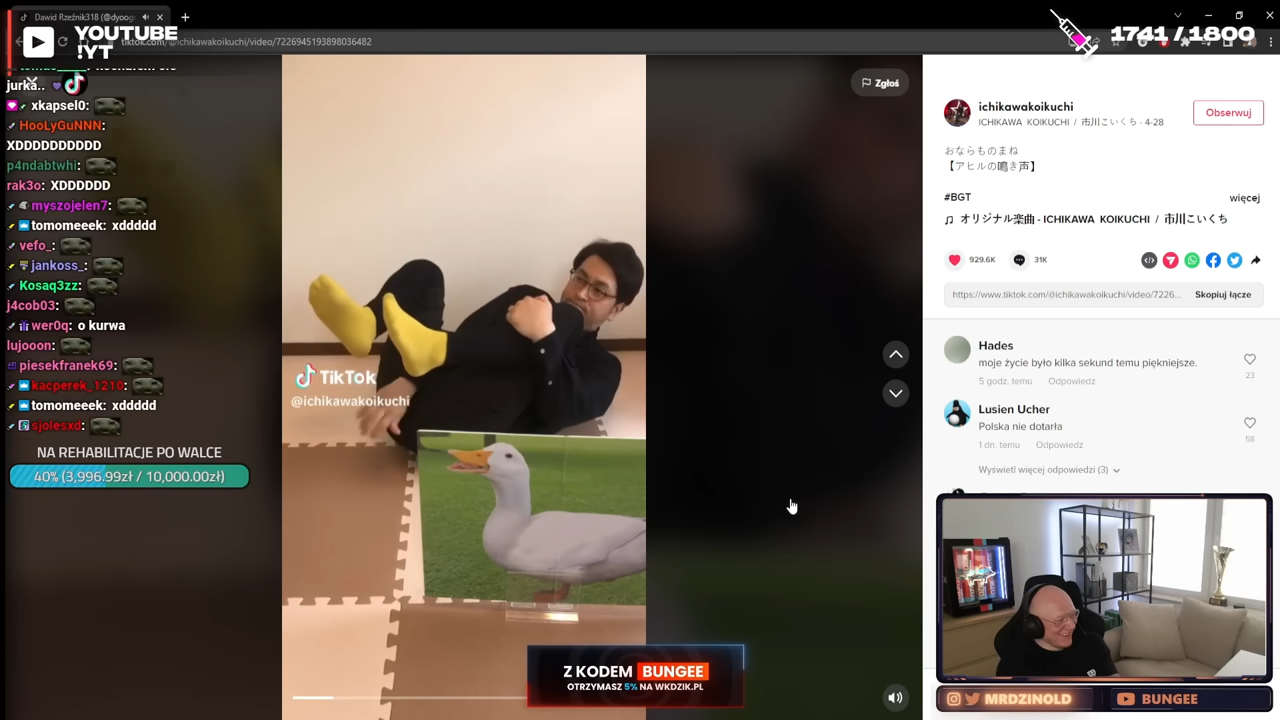 Dawid Rzeźnik318 (@dyoog
YOUTUBE
!YT
tiktok.com/@ichikawakoikuchi/video/7226945193898036482
1741 / 1800
jurka..
xkapsel0:
HooLyGuNNN:
XDDDDDDDDDD
p4ndabtwhi:
rak3o: XDDDDDD
myszojelen7:
tomomeeek: xddddd
vefo_:
jankoss_:
Kosaq3zz:
j4cob03:
wer0q: o kurwa
lujooon:
piesekfranek69:
kacperek_1210:
tomomeeek: xddddd
sjolesxd:
NA REHABILITACJE PO WALCE
40% (3,996.99zł / 10,000.00zł)
Zgłoś
TikTok
@ichikawakoikuchi
Z KODEM BUNGEE
OTRZYMASZ 5% NA WKDZIK.PL
ichikawakoikuchi
ICHIKAWA KOIKUCHI / 市川こいくち · 4-28
Obserwuj
おならものまね
【アヒルの鳴き声】
#BGT
więcej
オリジナル楽曲 - ICHIKAWA KOIKUCHI / 市川こいくち
929.6K
31K
https://www.tiktok.com/@ichikawakoikuchi/video/7226...
Skopiuj łącze
Hades
moje życie było kilka sekund temu piękniejsze.
5 godz. temu Odpowiedz
23
Lusien Ucher
Polska nie dotarła
1 dn. temu Odpowiedz
58
Wyświetl więcej odpowiedzi (3)
MRDZINOLD
BUNGEE